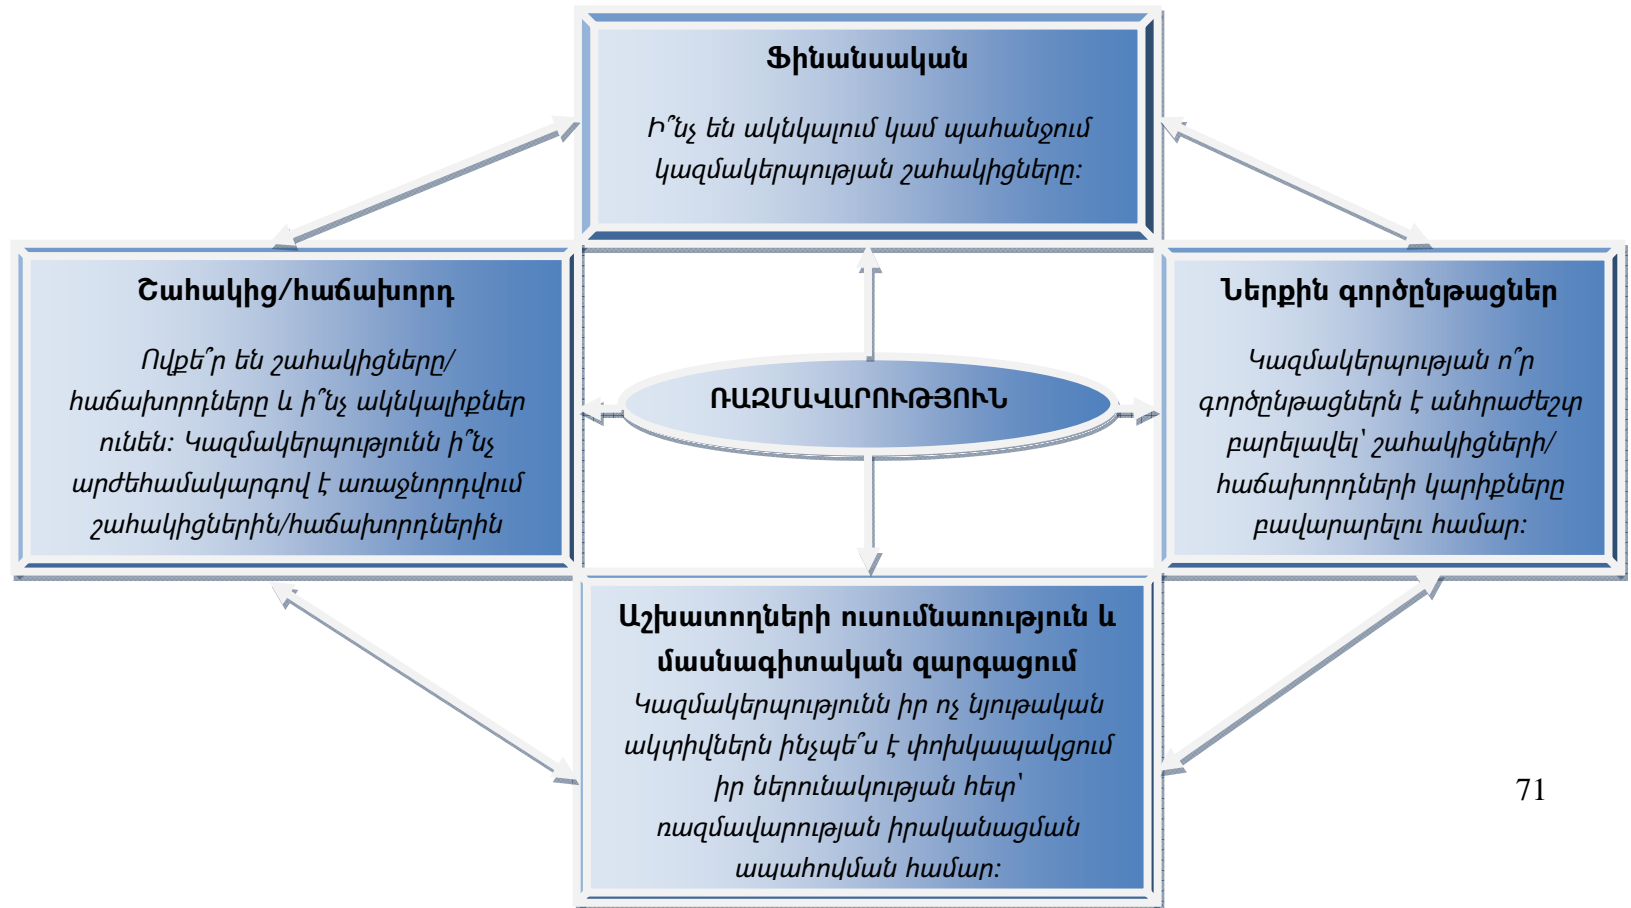 Ֆինանսական
Ի՞նչ են ակնկալում կամ պահանջում
կազմակերպության շահակիցները:
Շահակից/հաճախորդ
Ովքե՞ր են շահակիցները/
հաճախորդները և ի՞նչ ակնկալիքներ
ունեն: Կազմակերպությունն ի՞նչ
արժեհամակարգով է առաջնորդվում
շահակիցներին/հաճախորդներին
ՌԱԶՄԱՎԱՐՈՒԹՅՈՒՆ
Ներքին գործընթացներ
Կազմակերպության ո՞ր
գործընթացներն է անհրաժեշտ
բարելավել՝ շահակիցների/
հաճախորդների կարիքները
բավարարելու համար:
Աշխատողների ուսումնառություն և
մասնագիտական զարգացում
Կազմակերպությունն իր ոչ նյութական
ակտիվներն ինչպե՞ս է փոխկապակցում
իր ներունակության հետ՝
ռազմավարության իրականացման
ապահովման համար:
71